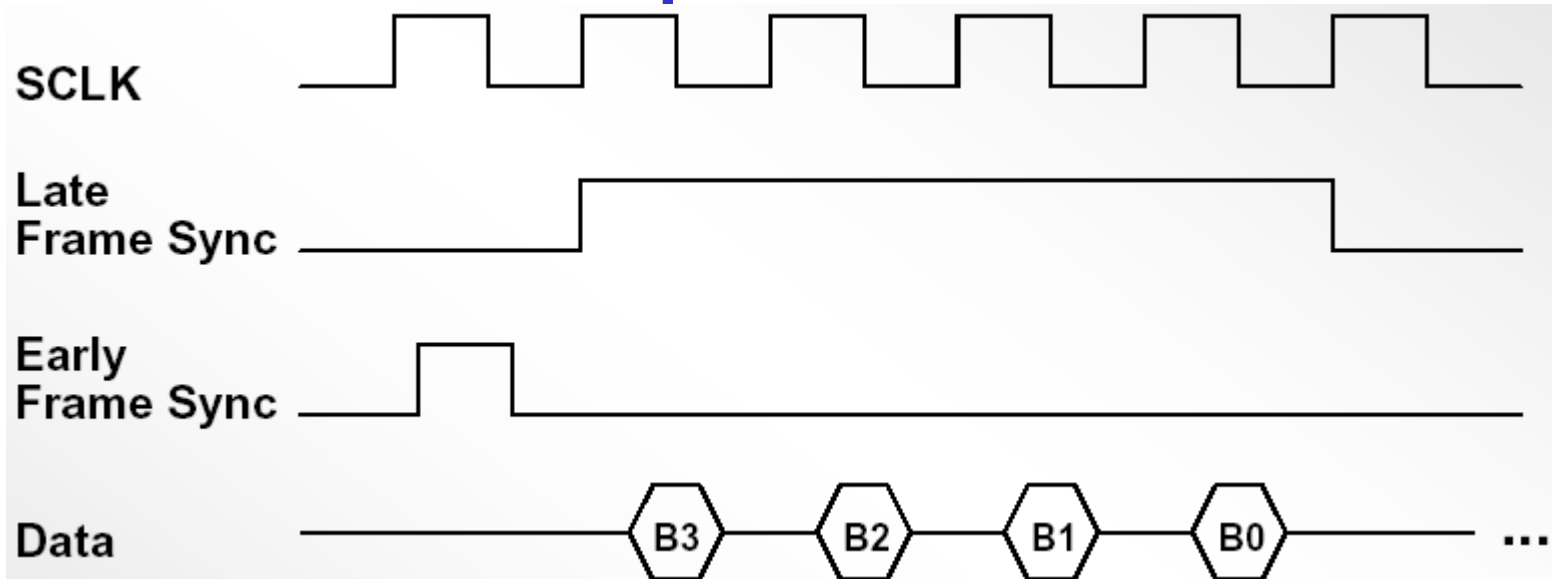 SCLK
Late
Frame Sync
Early
Frame Sync
Data B3 B2 B1 B0 ...